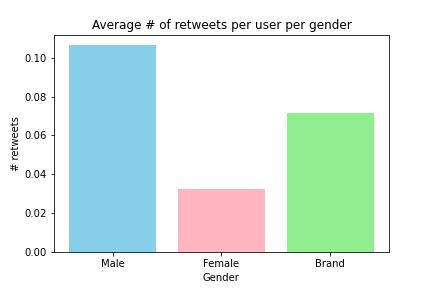 Average # of retweets per user per gender
# retweets
0.10
0.08
0.06
0.04
0.02
0.00
Male Female Brand
Gender